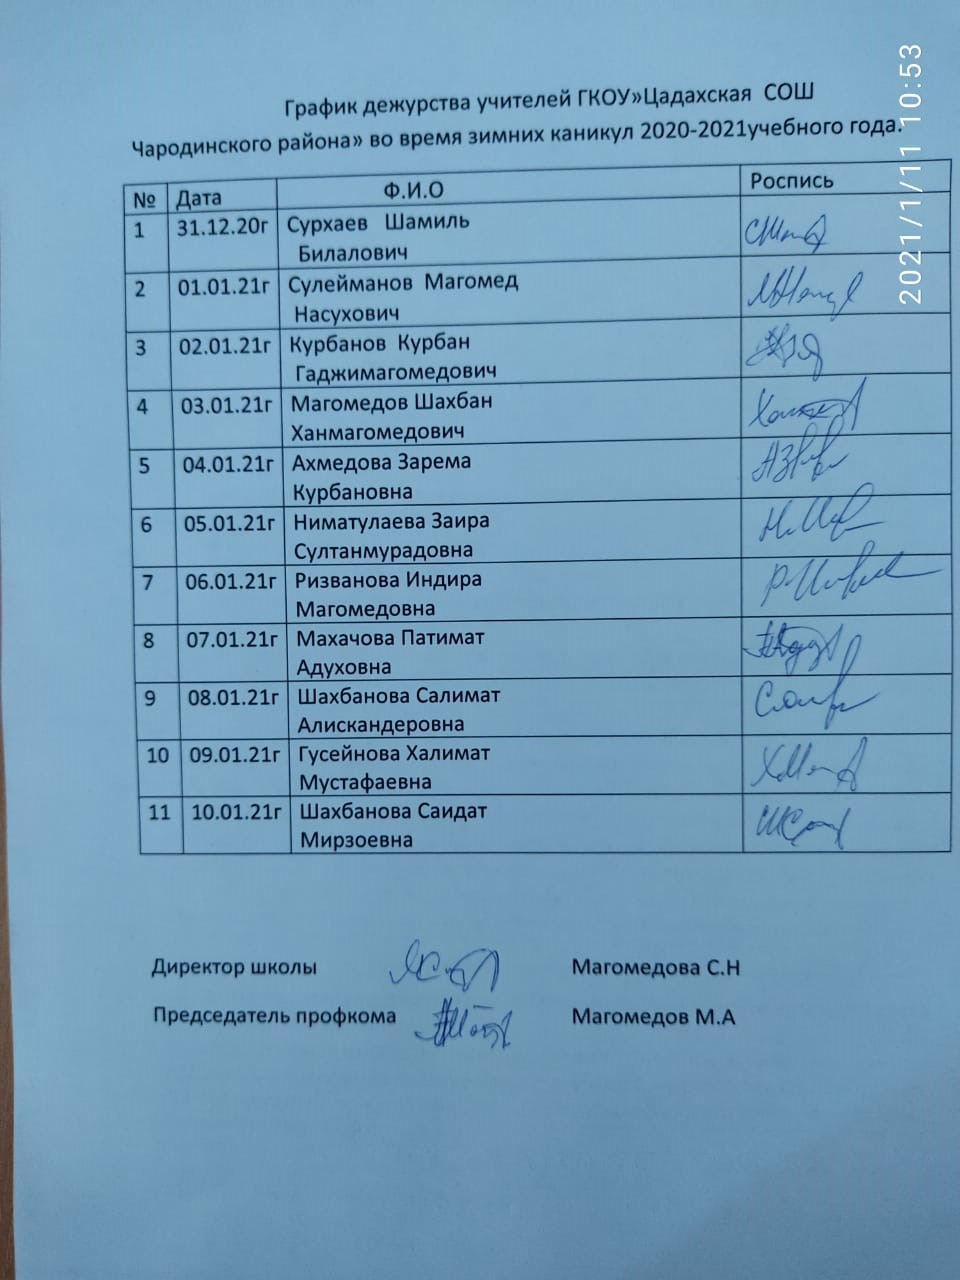 График дежурства учителей ГКОУ»Цадахская СОШ
Чародинского района» во время зимних каникул 2020-2021учебного года.
№ Дата Ф.И.О Роспись
1 31.12.20г Сурхаев Шамиль
Билалович
2 01.01.21г Сулейманов Магомед
Насухович
3 02.01.21г Курбанов Курбан
Гаджимагомедович
4 03.01.21г Магомедов Шахбан
Ханмагомедович
5 04.01.21г Ахмедова Зарема
Курбановна
6 05.01.21г Ниматулаева Заира
Султанмурадовна
7 06.01.21г Ризванова Индира
Магомедовна
8 07.01.21г Махачова Патимат
Адуховна
9 08.01.21г Шахбанова Салимат
Алискандеровна
10 09.01.21г Гусейнова Халимат
Мустафаевна
11 10.01.21г Шахбанова Саидат
Мирзоевна
Директор школы Магомедова С.Н
Председатель профкома Магомедов М.А
2021/1/11 10:53